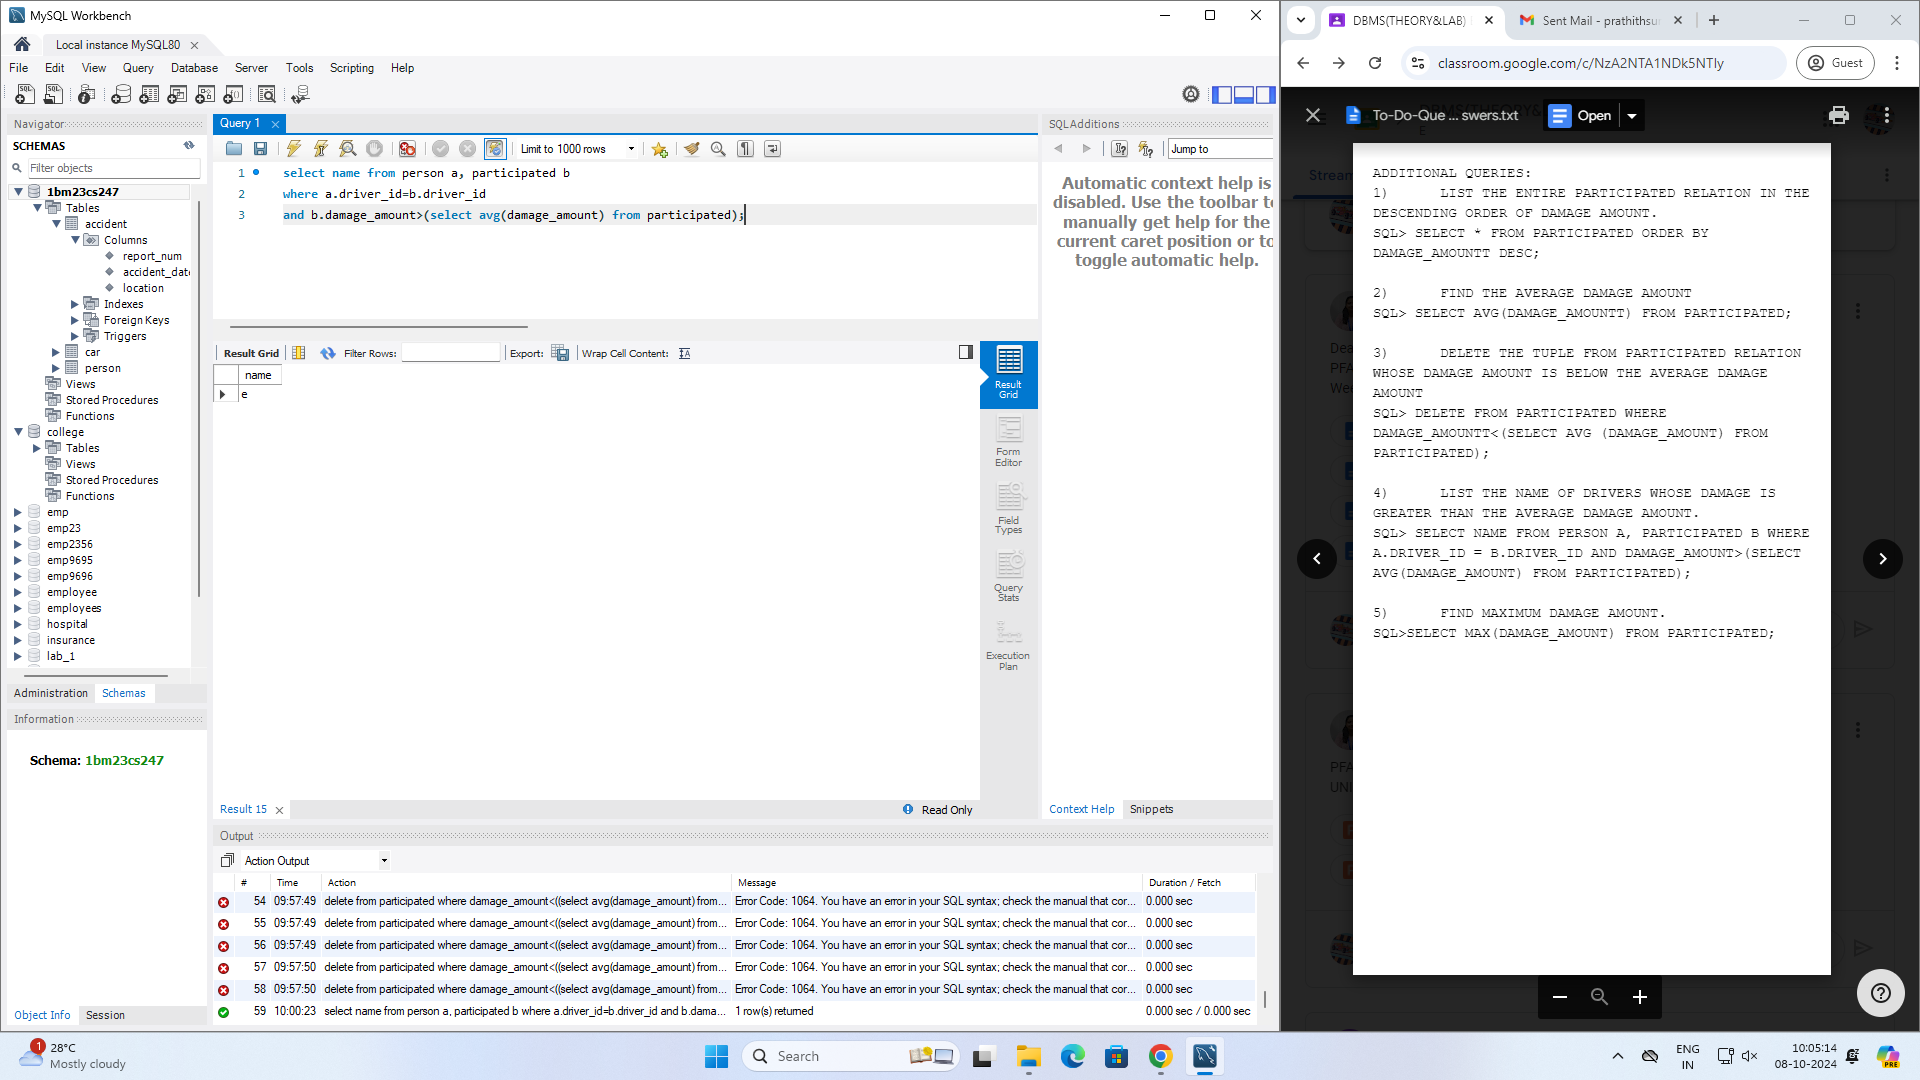 MySQL Workbench
Local instance MySQL80
File Edit View Query Database Server Tools Scripting Help
Navigator
SCHEMAS
Filter objects
1bm23cs247
Tables
accident
Columns
report_num
accident_date
location
Indexes
Foreign Keys
Triggers
car
person
Views
Stored Procedures
Functions
college
Tables
Views
Stored Procedures
Functions
emp
emp23
emp2356
emp9695
emp9696
employee
employees
hospital
insurance
lab_1
Administration Schemas
Information
Schema: 1bm23cs247
Object Info Session
Query 1
Limit to 1000 rows
1 select name from person a, participated b
2 where a.driver_id=b.driver_id
3 and b.damage_amount>(select avg(damage_amount) from participated);
Result Grid Filter Rows: Export: Wrap Cell Content:
name
e
Result Grid
Form Editor
Field Types
Query Stats
Execution Plan
Result 15 Read Only
SQLAdditions
Jump to
Automatic context help is
disabled. Use the toolbar to
manually get help for the
current caret position or to
toggle automatic help.
Context Help Snippets
Output
Action Output
# Time Action Message Duration / Fetch
54 09:57:49 delete from participated where damage_amount<((select avg(damage_amount) from... Error Code: 1064. You have an error in your SQL syntax; check the manual that cor... 0.000 sec
55 09:57:49 delete from participated where damage_amount<((select avg(damage_amount) from... Error Code: 1064. You have an error in your SQL syntax; check the manual that cor... 0.000 sec
56 09:57:49 delete from participated where damage_amount<((select avg(damage_amount) from... Error Code: 1064. You have an error in your SQL syntax; check the manual that cor... 0.000 sec
57 09:57:50 delete from participated where damage_amount<((select avg(damage_amount) from... Error Code: 1064. You have an error in your SQL syntax; check the manual that cor... 0.000 sec
58 09:57:50 delete from participated where damage_amount<((select avg(damage_amount) from... Error Code: 1064. You have an error in your SQL syntax; check the manual that cor... 0.000 sec
59 10:00:23 select name from person a, participated b where a.driver_id=b.driver_id and b.dama... 1 row(s) returned 0.000 sec / 0.000 sec
DBMS(THEORY&LAB) Sent Mail - prathithsur
classroom.google.com/c/NzA2NTA1NDk5NTIy Guest
To-Do-Que ... swers.txt Open
Stream
ADDITIONAL QUERIES:
1) LIST THE ENTIRE PARTICIPATED RELATION IN THE
DESCENDING ORDER OF DAMAGE AMOUNT.
SQL> SELECT * FROM PARTICIPATED ORDER BY
DAMAGE_AMOUNTT DESC;
2) FIND THE AVERAGE DAMAGE AMOUNT
SQL> SELECT AVG(DAMAGE_AMOUNTT) FROM PARTICIPATED;
3) DELETE THE TUPLE FROM PARTICIPATED RELATION
WHOSE DAMAGE AMOUNT IS BELOW THE AVERAGE DAMAGE
AMOUNT
SQL> DELETE FROM PARTICIPATED WHERE
DAMAGE_AMOUNTT<(SELECT AVG (DAMAGE_AMOUNT) FROM
PARTICIPATED);
4) LIST THE NAME OF DRIVERS WHOSE DAMAGE IS
GREATER THAN THE AVERAGE DAMAGE AMOUNT.
SQL> SELECT NAME FROM PERSON A, PARTICIPATED B WHERE
A.DRIVER_ID = B.DRIVER_ID AND DAMAGE_AMOUNT>(SELECT
AVG(DAMAGE_AMOUNT) FROM PARTICIPATED);
5) FIND MAXIMUM DAMAGE AMOUNT.
SQL>SELECT MAX(DAMAGE_AMOUNT) FROM PARTICIPATED;
1
28°C
Mostly cloudy
Search
ENG
IN
10:05:14
08-10-2024
PRE